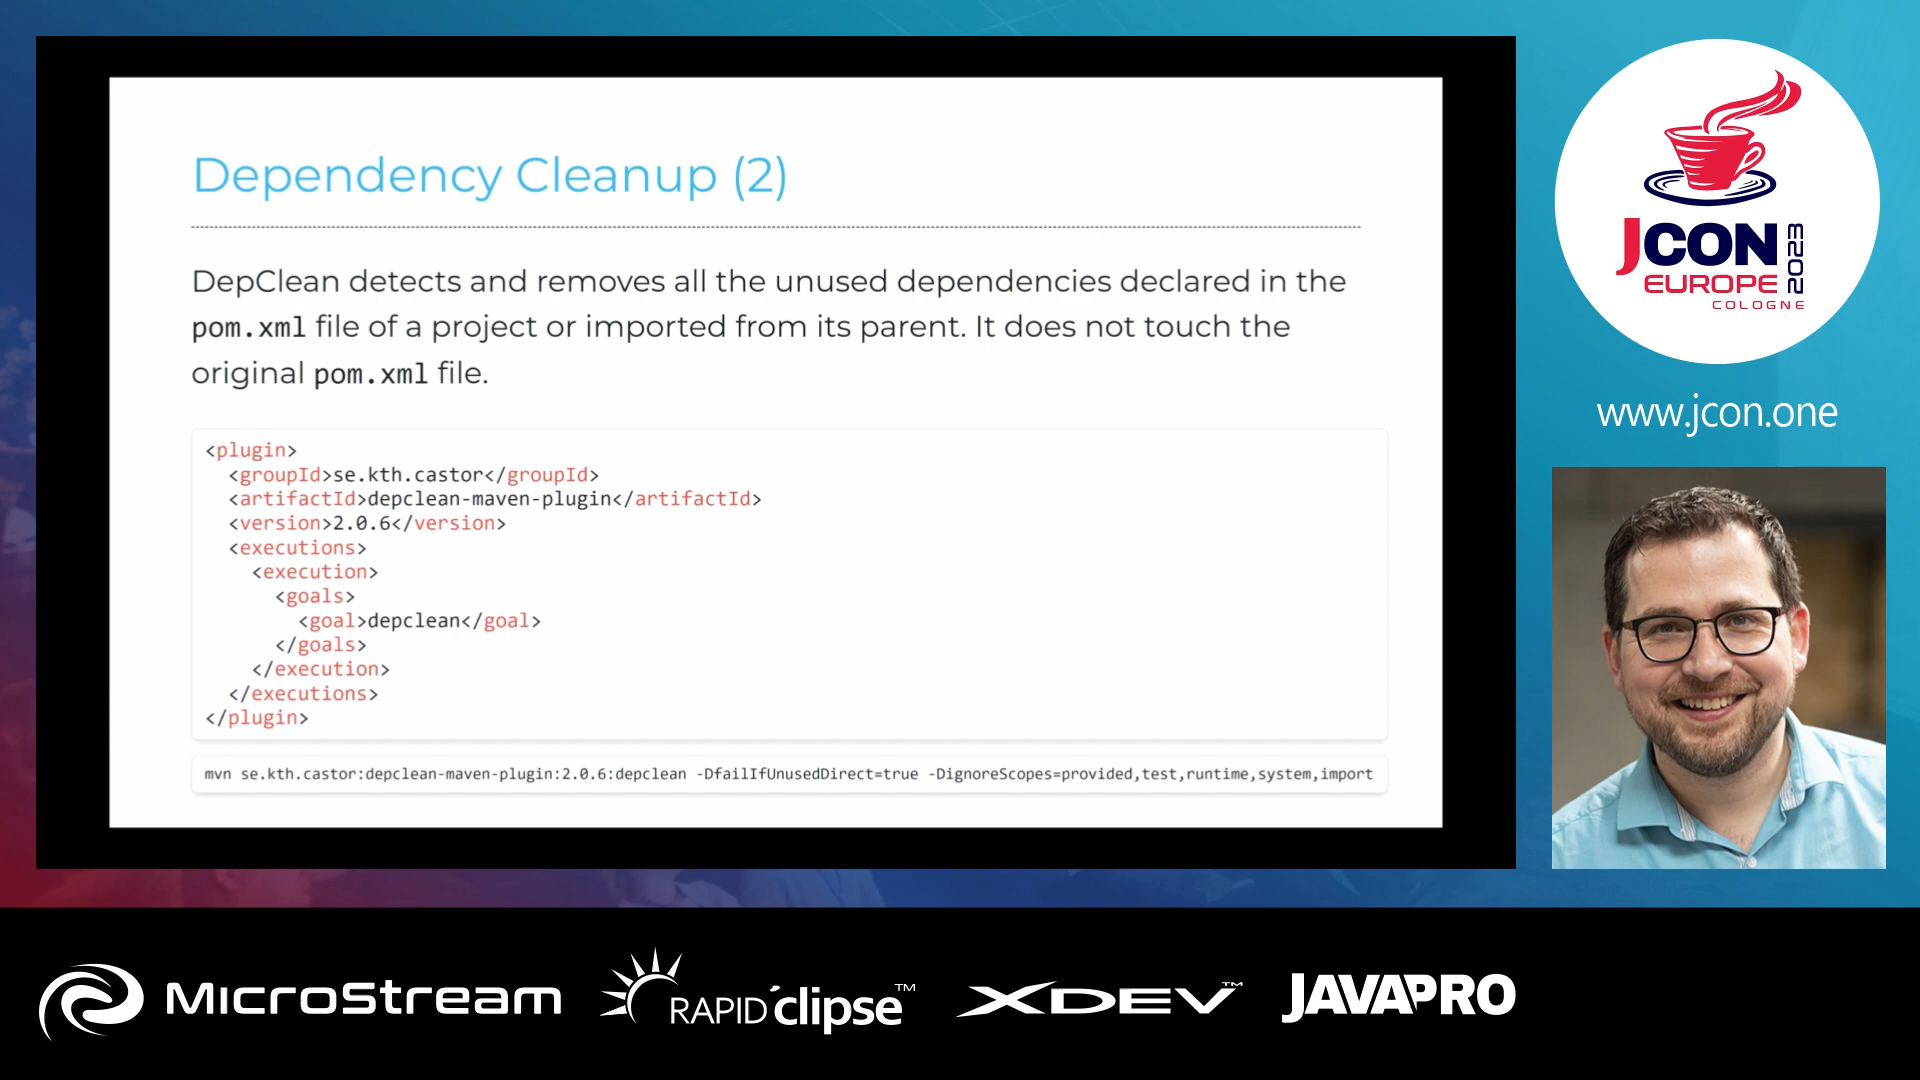 Dependency Cleanup (2)
DepClean detects and removes all the unused dependencies declared in the
pom.xml file of a project or imported from its parent. It does not touch the
original pom.xml file.
<plugin>
  <groupId>se.kth.castor</groupId>
  <artifactId>depclean-maven-plugin</artifactId>
  <version>2.0.6</version>
  <executions>
    <execution>
      <goals>
        <goal>depclean</goal>
      </goals>
    </execution>
  </executions>
</plugin>
mvn se.kth.castor:depclean-maven-plugin:2.0.6:depclean -DfailIfUnusedDirect=true -DignoreScopes=provided,test,runtime,system,import
JCON
EUROPE
2023
COLOGNE
www.jcon.one
MicroStream
RAPIDclipse™
XDEV™
JAVAPRO